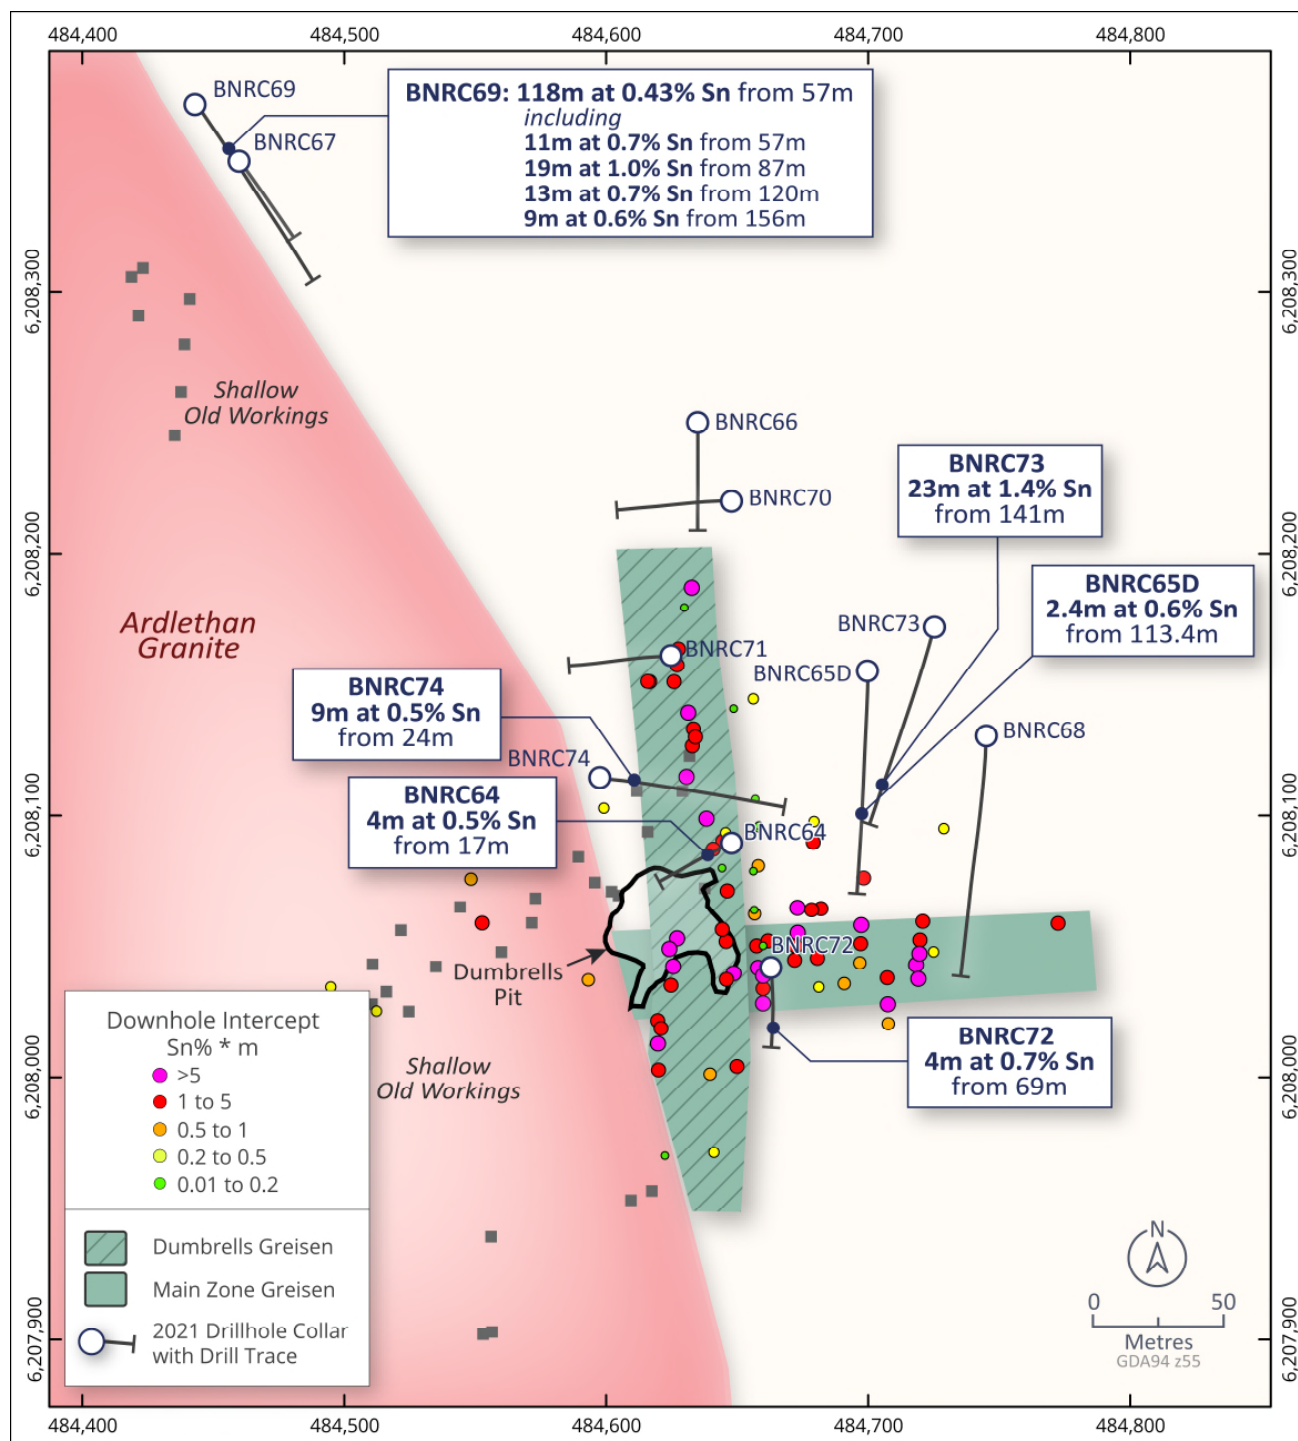 484,400
484,500
484,600
484,700
484,800
BNRC69
BNRC67
BNRC69: 118m at 0.43% Sn from 57m
including
11m at 0.7% Sn from 57m
19m at 1.0% Sn from 87m
13m at 0.7% Sn from 120m
9m at 0.6% Sn from 156m
6,208,300
6,208,300
Shallow
Old Workings
BNRC66
BNRC70
BNRC73
23m at 1.4% Sn
from 141m
6,208,200
6,208,200
BNRC65D
2.4m at 0.6% Sn
from 113.4m
Ardlethan
Granite
BNRC73
BNRC71
BNRC65D
BNRC74
9m at 0.5% Sn
from 24m
BNRC68
BNRC74
BNRC64
4m at 0.5% Sn
from 17m
6,208,100
6,208,100
BNRC64
BNRC72
Dumbrells
Pit
Downhole Intercept
Sn% * m
>5
1 to 5
0.5 to 1
0.2 to 0.5
0.01 to 0.2
Shallow
Old Workings
BNRC72
4m at 0.7% Sn
from 69m
6,208,000
6,208,000
Dumbrells Greisen
Main Zone Greisen
2021 Drillhole Collar
with Drill Trace
N
0
50
Metres
GDA94 z55
6,207,900
6,207,900
484,400
484,500
484,600
484,700
484,800